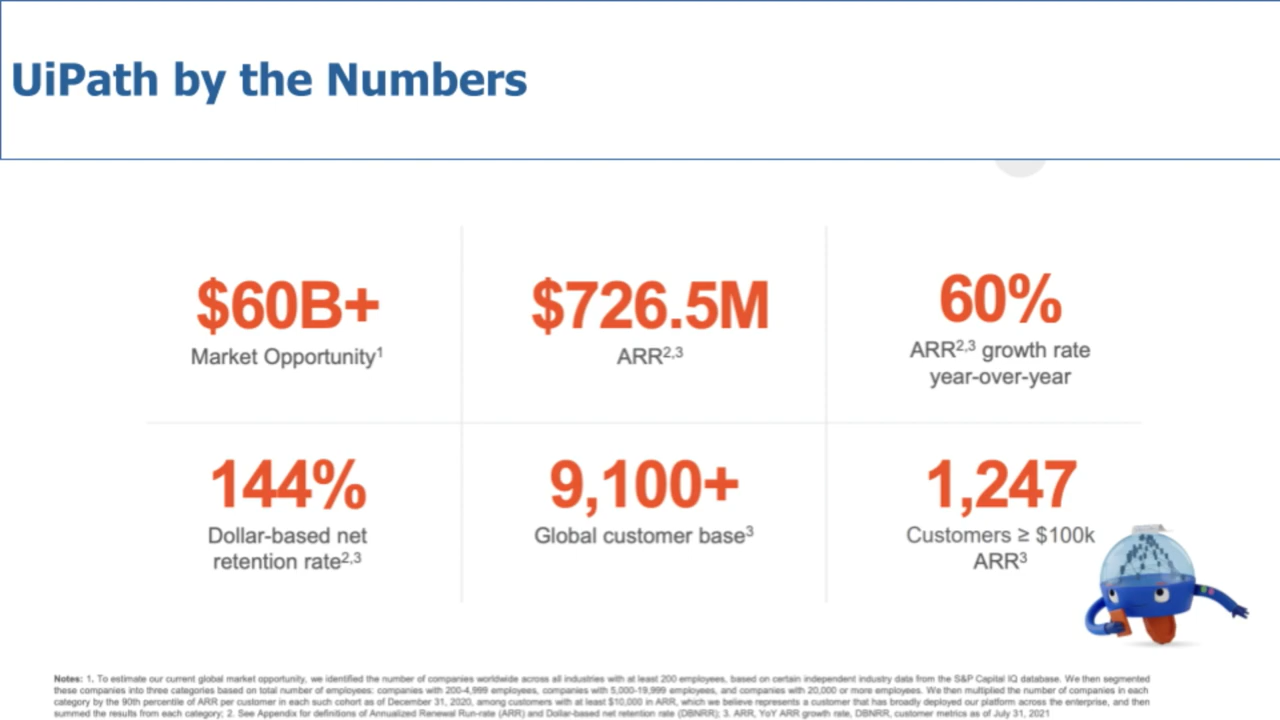 UiPath by the Numbers
$60B+
Market Opportunity¹
$726.5M
ARR²,³
60%
ARR²,³ growth rate
year-over-year
144%
Dollar-based net
retention rate²,³
9,100+
Global customer base³
1,247
Customers ≥ $100k
ARR³
Notes: 1. To estimate our current global market opportunity, we identified the number of companies worldwide across all industries with at least 200 employees, based on certain independent industry data from the S&P Capital IQ database. We then segmented
these companies into three categories based on total number of employees: companies with 200-4,999 employees, companies with 5,000-19,999 employees, and companies with 20,000 or more employees. We then multiplied the number of companies in each
category by the 90th percentile of ARR per customer in each such cohort as of December 31, 2020, among customers with at least $10,000 in ARR, which we believe represents a customer that has broadly deployed our platform across the enterprise, and then
summed the results from each category; 2. See Appendix for definitions of Annualized Renewal Run-rate (ARR) and Dollar-based net retention rate (DBNRR); 3. ARR, YoY ARR growth rate, DBNRR, customer metrics as of July 31, 2021